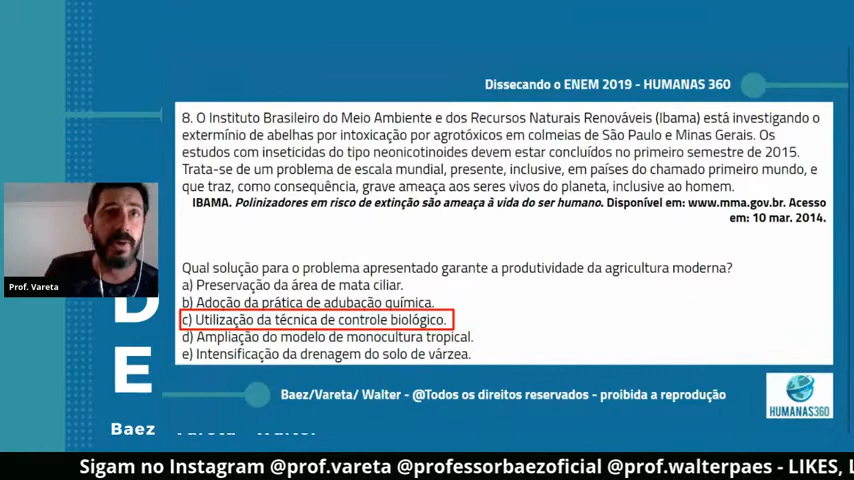 Dissecando o ENEM 2019 - HUMANAS 360
8. O Instituto Brasileiro do Meio Ambiente e dos Recursos Naturais Renováveis (Ibama) está investigando o
extermínio de abelhas por intoxicação por agrotóxicos em colmeias de São Paulo e Minas Gerais. Os
estudos com inseticidas do tipo neonicotinoides devem estar concluídos no primeiro semestre de 2015.
Trata-se de um problema de escala mundial, presente, inclusive, em países do chamado primeiro mundo, e
que traz, como consequência, grave ameaça aos seres vivos do planeta, inclusive ao homem.
IBAMA. Polinizadores em risco de extinção são ameaça à vida do ser humano. Disponível em: www.mma.gov.br. Acesso
em: 10 mar. 2014.
Qual solução para o problema apresentado garante a produtividade da agricultura moderna?
a) Preservação da área de mata ciliar.
b) Adoção da prática de adubação química.
c) Utilização da técnica de controle biológico.
d) Ampliação do modelo de monocultura tropical.
e) Intensificação da drenagem do solo de várzea.
Prof. Vareta
D
E
Baez
Baez/Vareta/ Walter - @Todos os direitos reservados - proibida a reprodução
HUMANAS360
Sigam no Instagram @prof.vareta @professorbaezoficial @prof.walterpaes - LIKES, L